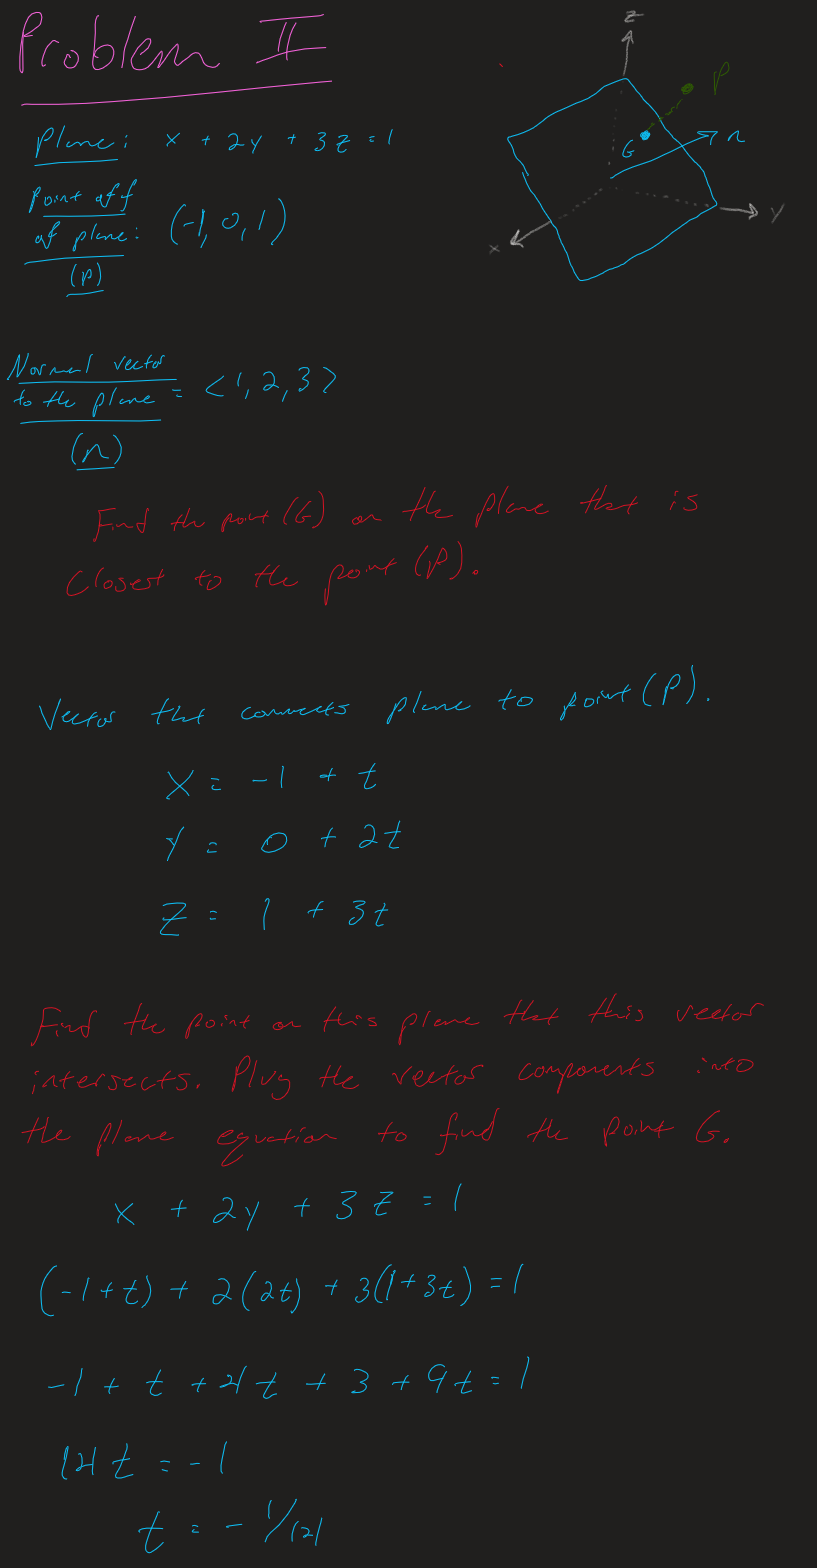 Problem II
Plane: x + 2y + 3z = 1
Point off
of plane: (-1, 0, 1)
(P)
z
P
G
n
y
x
Normal vector
to the plane = <1, 2, 3>
(n)
Find the point (G) on the plane that is
closest to the point (P).
Vector that connects plane to point (P).
x = -1 + t
y = 0 + 2t
z = 1 + 3t
Find the point on this plane that this vector
intersects. Plug the vector components into
the plane equation to find the point G.
x + 2y + 3z = 1
(-1 + t) + 2(2t) + 3(1 + 3t) = 1
-1 + t + 4t + 3 + 9t = 1
14t = -1
t = -1/14